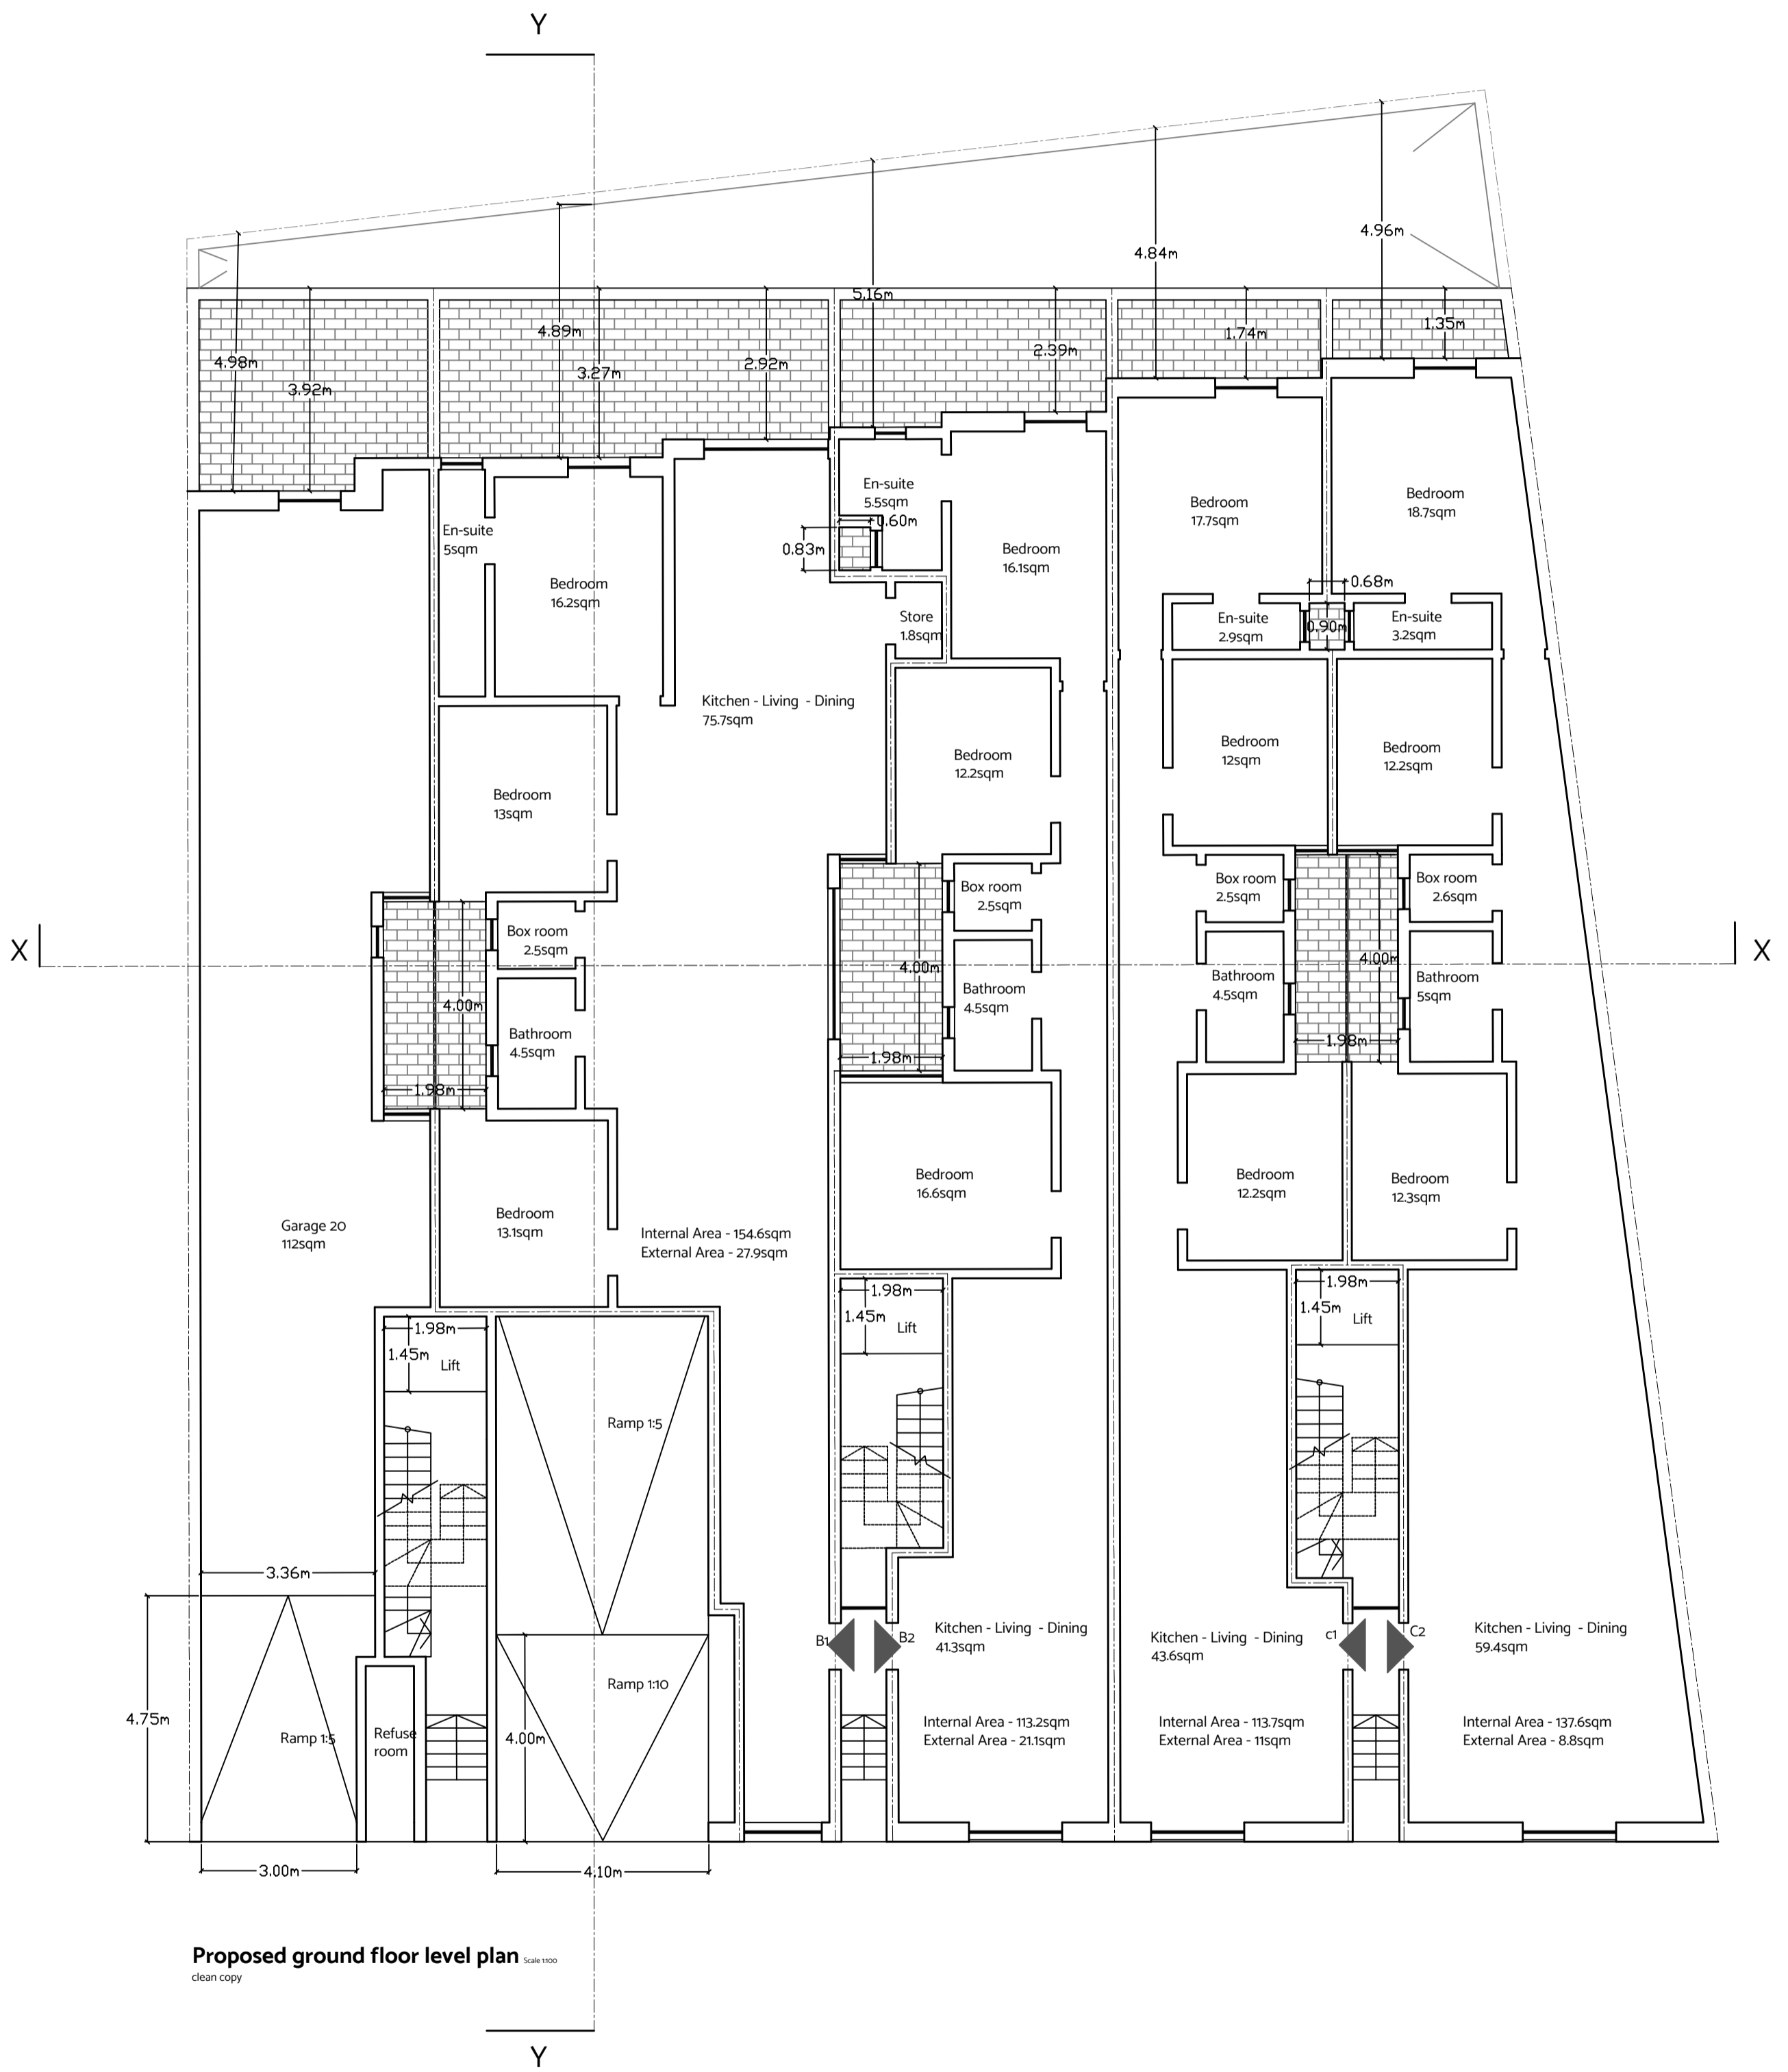 Y
4.96m
4.84m
5.16m
4.89m
4.98m
3.92m
3.27m
2.92m
2.39m
1.74m
1.35m
En-suite
5sqm
Bedroom
16.2sqm
En-suite
5.5sqm
0.60m
0.83m
Bedroom
16.1sqm
Bedroom
17.7sqm
Bedroom
18.7sqm
0.68m
0.90m
Store
1.8sqm
En-suite
2.9sqm
En-suite
3.2sqm
Kitchen - Living - Dining
75.7sqm
Bedroom
13sqm
Bedroom
12.2sqm
Bedroom
12sqm
Bedroom
12.2sqm
Box room
2.5sqm
Box room
2.5sqm
Box room
2.5sqm
Box room
2.6sqm
X
X
4.00m
4.00m
4.00m
Bathroom
4.5sqm
Bathroom
4.5sqm
Bathroom
4.5sqm
Bathroom
5sqm
1.98m
1.98m
1.98m
Garage 20
112sqm
Bedroom
13.1sqm
Internal Area - 154.6sqm
External Area - 27.9sqm
Bedroom
16.6sqm
Bedroom
12.2sqm
Bedroom
12.3sqm
1.98m
1.45m
Lift
1.98m
1.45m
Lift
1.98m
1.45m
Lift
Ramp 1:5
3.36m
B1
B2
Kitchen - Living - Dining
41.3sqm
Kitchen - Living - Dining
43.6sqm
c1
C2
Kitchen - Living - Dining
59.4sqm
Ramp 1:10
4.75m
Ramp 1:5
Refuse
room
4.00m
Internal Area - 113.2sqm
External Area - 21.1sqm
Internal Area - 113.7sqm
External Area - 11sqm
Internal Area - 137.6sqm
External Area - 8.8sqm
3.00m
4.10m
Proposed ground floor level plan Scale 1:100
clean copy
Y